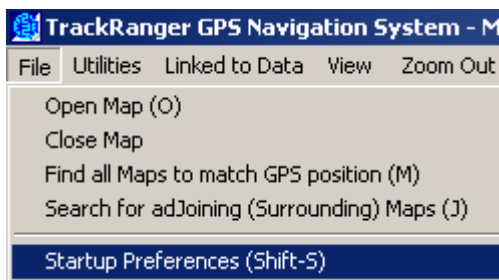 TrackRanger GPS Navigation System - M
File Utilities Linked to Data View Zoom Out
Open Map (O)
Close Map
Find all Maps to match GPS position (M)
Search for adJoining (Surrounding) Maps (J)
Startup Preferences (Shift-S)